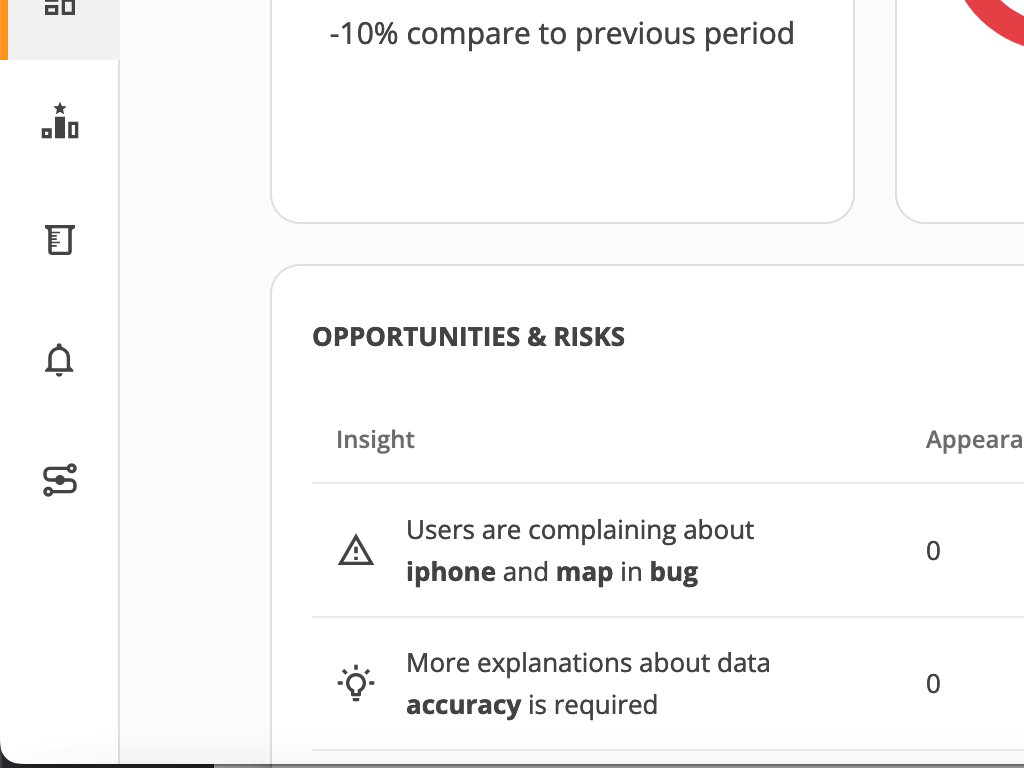 -10% compare to previous period
OPPORTUNITIES & RISKS
Insight
Appeara
Users are complaining about
iphone and map in bug
0
More explanations about data
accuracy is required
0